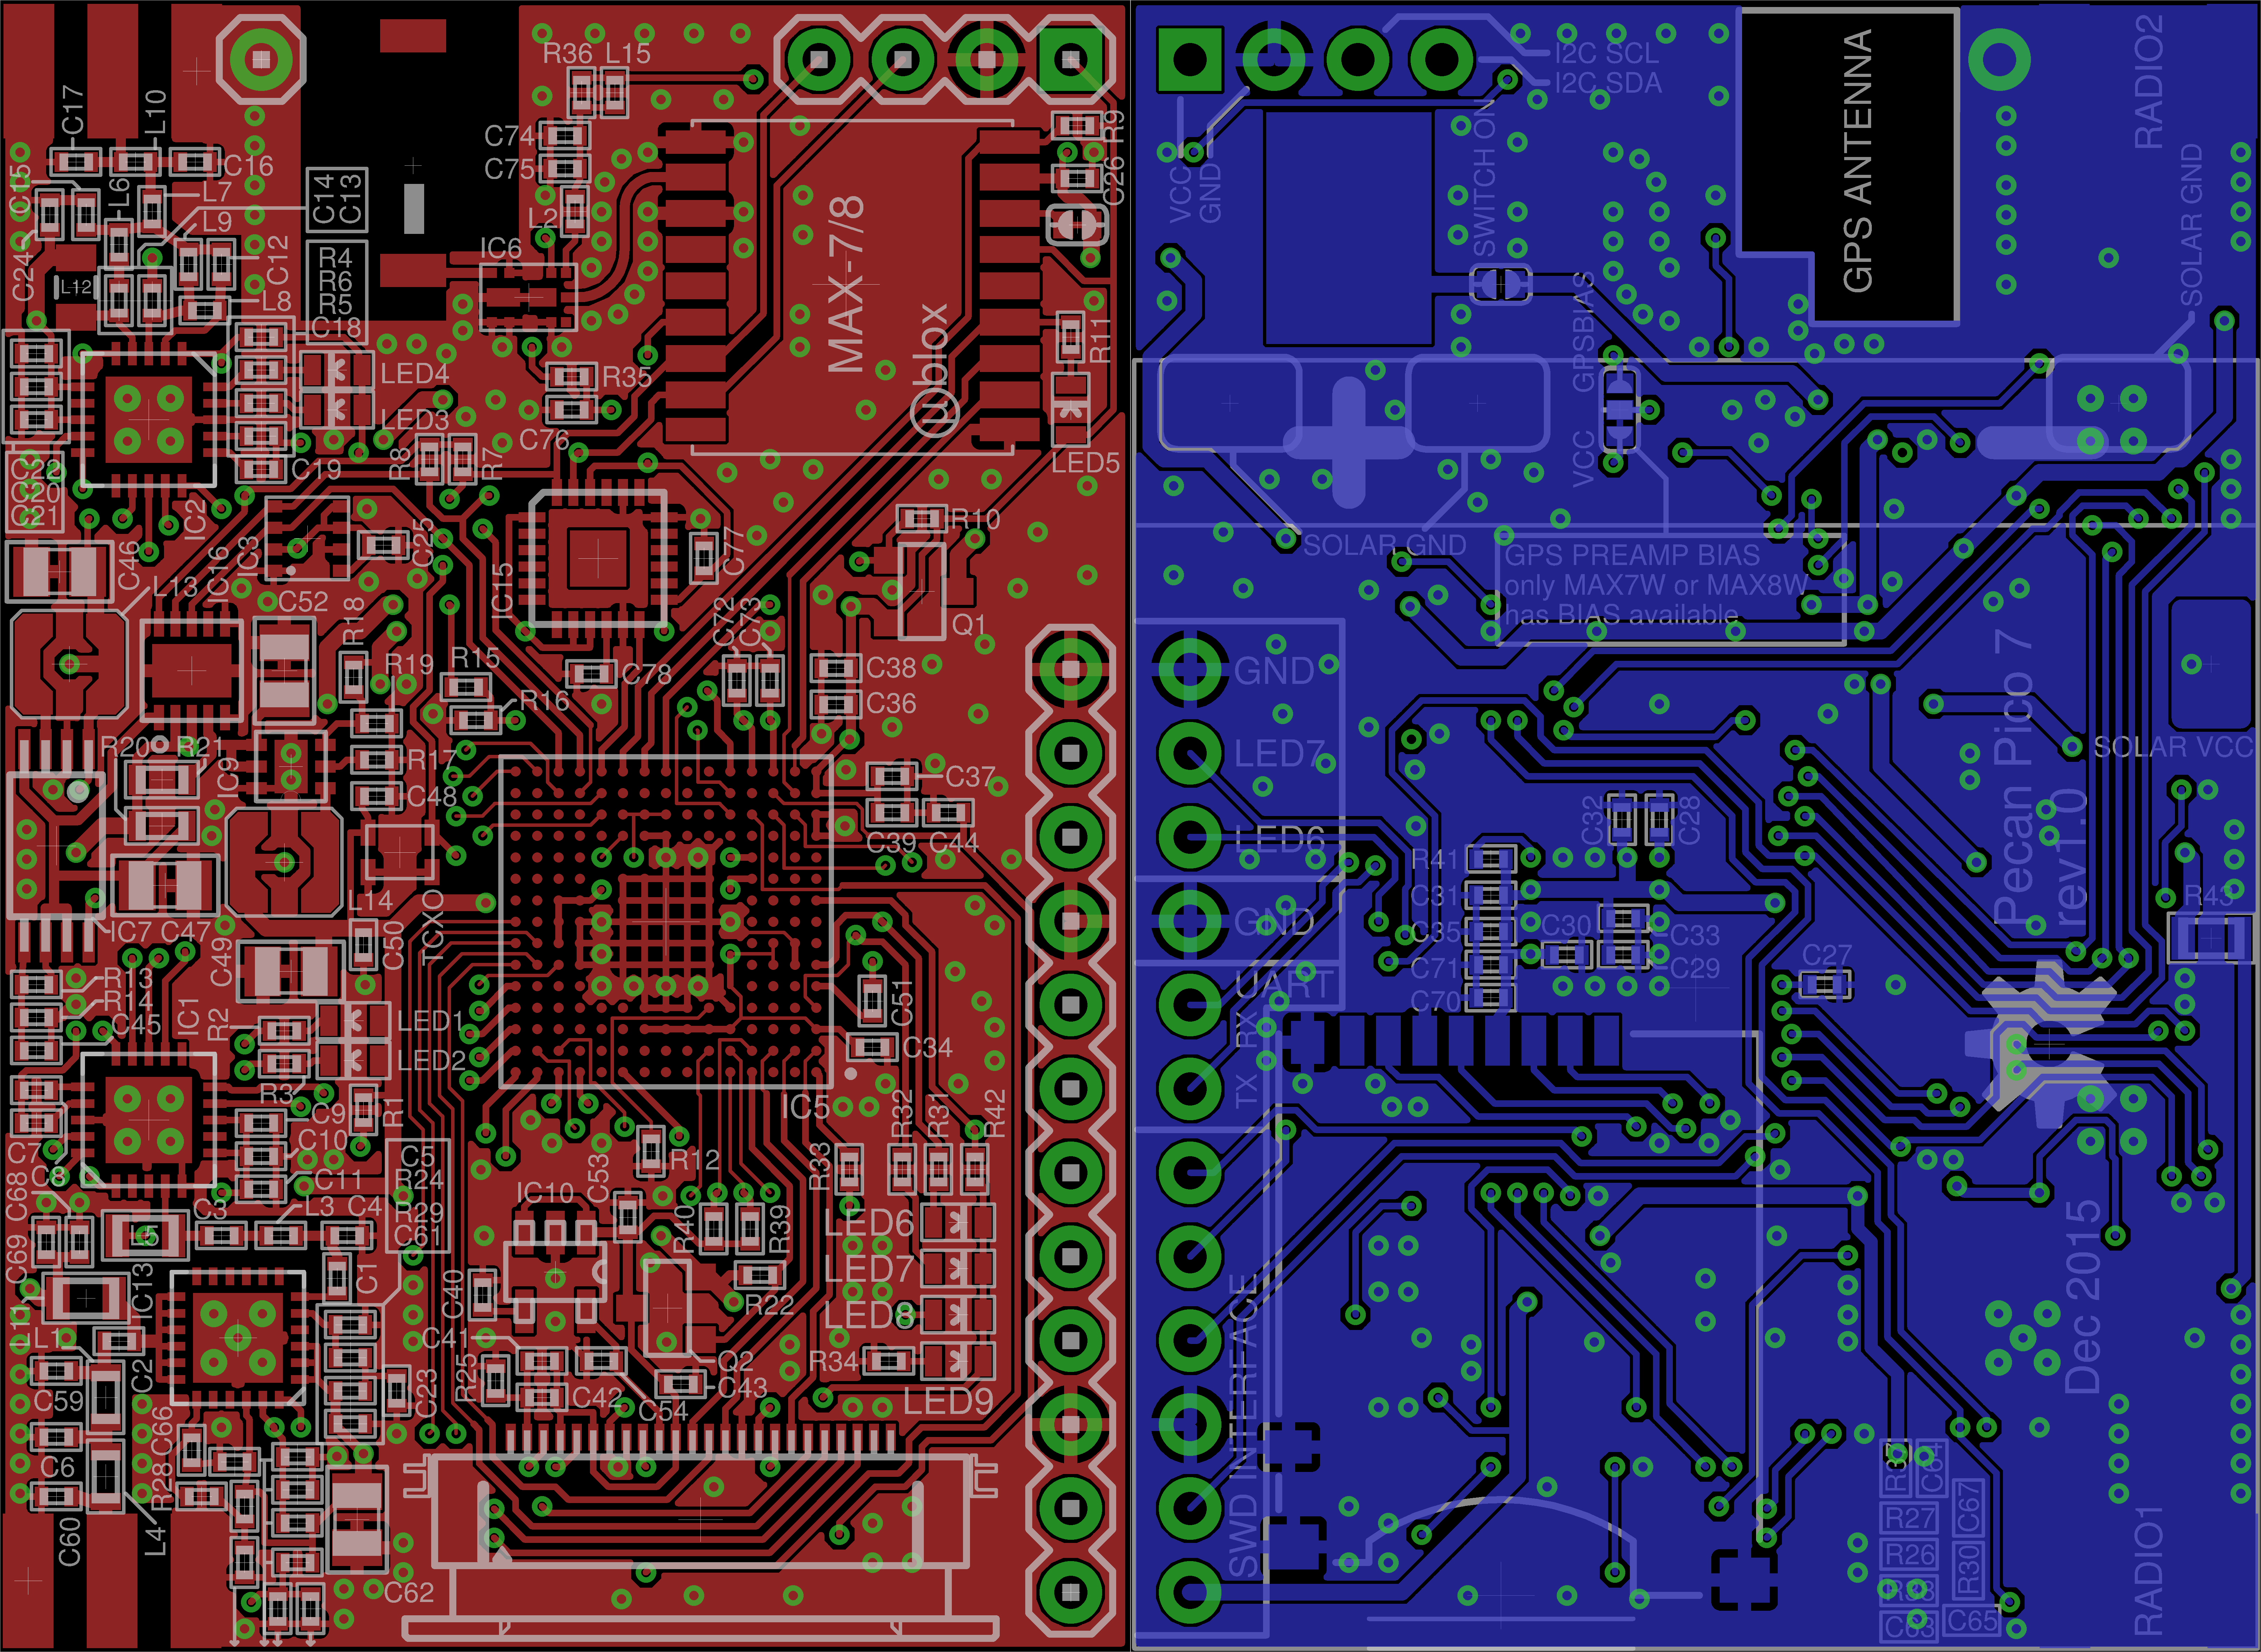 R36
L15
C17
L10
C74
C75
C16
C15
L6
L7
L9
C14
C13
L2
IC6
C24
C12
L12
R4
R6
R5
C18
L8
MAX-7/8
ublox
R9
C26
R11
LED5
LED4
LED3
R35
C76
C19
R8
R7
C22
C20
C21
IC2
C3
C25
C46
L13
IC16
C52
R18
IC15
C77
R10
Q1
C72
C73
C38
C36
C78
R19
R15
R16
R20
R21
IC9
R17
C48
C37
C39
C44
L14
TCXO
IC7
C47
C49
C50
R13
R14
C45
IC1
R2
LED1
LED2
C51
C34
IC5
R3
C9
R1
C10
C11
C7
C8
C68
C5
R24
R29
C61
C3
L3
C4
C69
L5
C1
IC13
L11
L1
C2
C59
C6
C60
L4
C66
R28
C62
C23
IC10
C53
R12
R40
R39
C40
C41
R22
R25
Q2
C42
C43
C54
R33
R32
R31
R42
LED6
LED7
LED8
R34
LED9
I2C SCL
I2C SDA
VCC
GND
SWITCH ON
GPS ANTENNA
RADIO2
SOLAR GND
GPSBIAS
VCC
SOLAR GND
GPS PREAMP BIAS
only MAX7W or MAX8W
has BIAS available
GND
LED7
LED6
GND
UART
RX
TX
SWD INTERFACE
Pecan Pico 7
rev1.0
SOLAR VCC
R43
C32
C28
R41
C31
C35
C71
C70
C30
C33
C29
C27
Dec 2015
R37
C64
R27
C67
R26
R30
R38
C63
C65
RADIO1